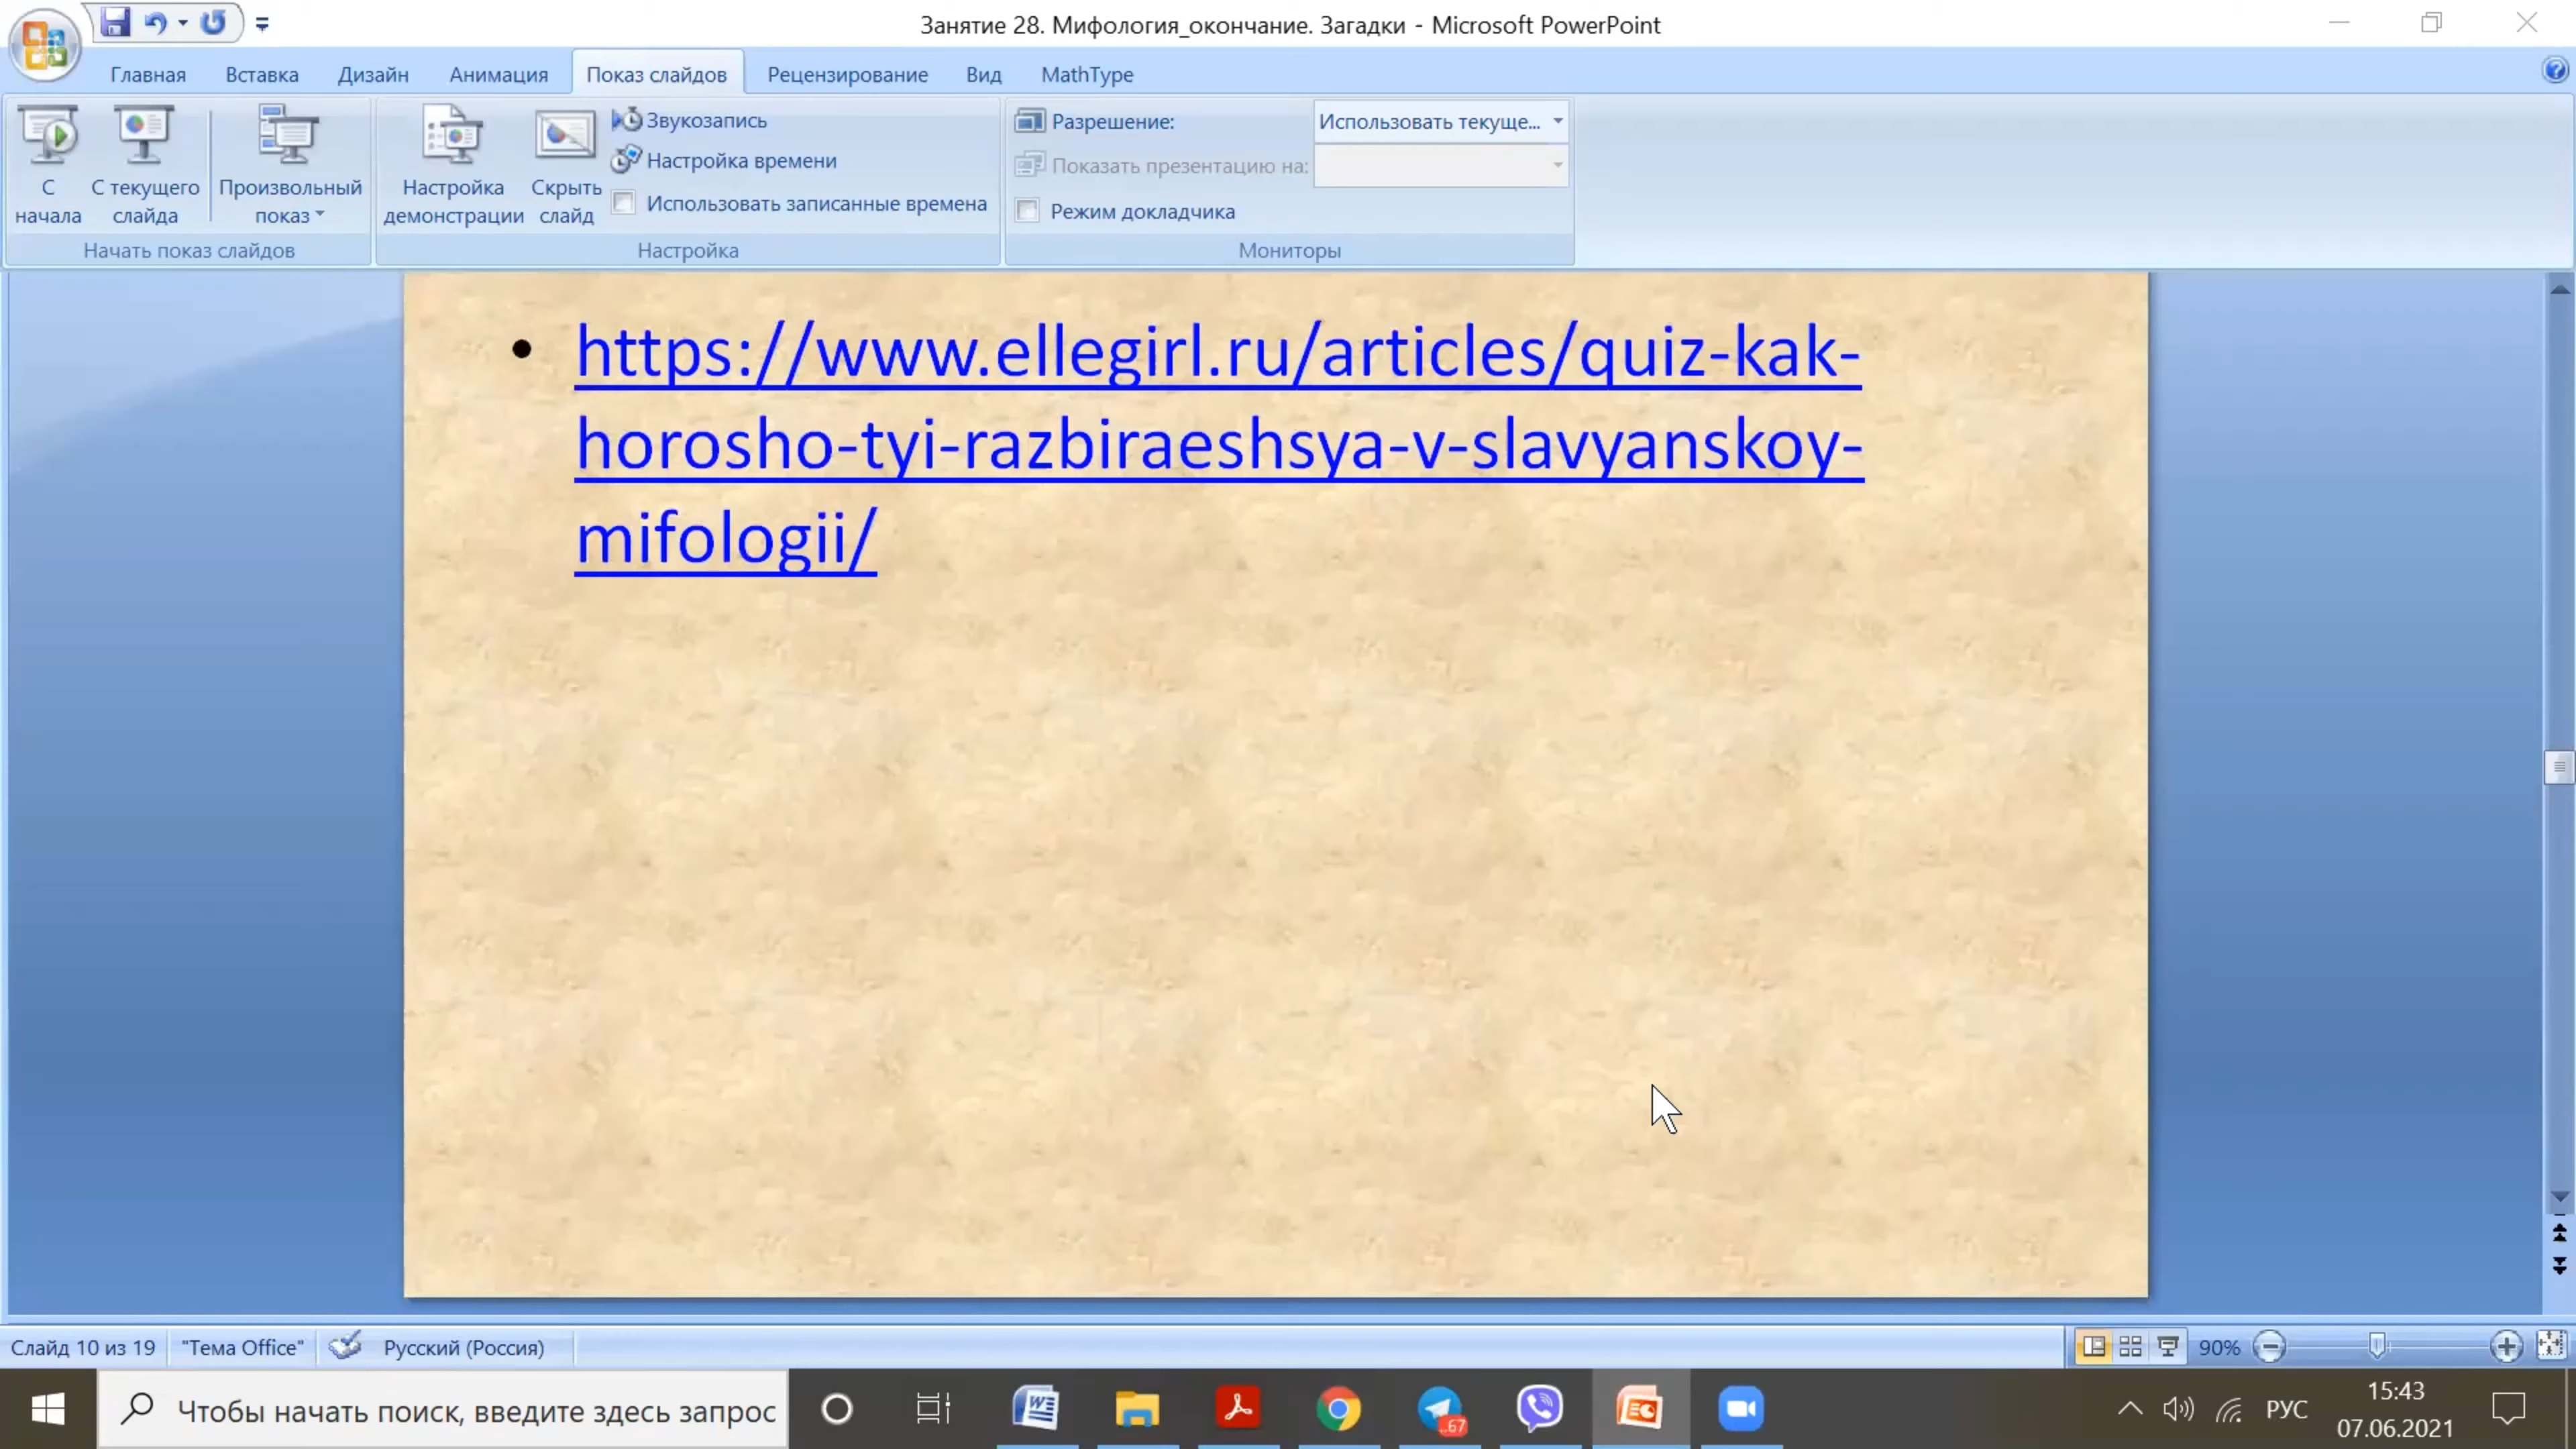 Занятие 28. Мифология_окончание. Загадки - Microsoft PowerPoint
Главная Вставка Дизайн Анимация Показ слайдов Рецензирование Вид MathType
С начала
С текущего слайда
Произвольный показ
Начать показ слайдов
Настройка демонстрации
Скрыть слайд
Звукозапись
Настройка времени
Использовать записанные времена
Настройка
Разрешение: Использовать текуще...
Показать презентацию на:
Режим докладчика
Мониторы
• https://www.ellegirl.ru/articles/quiz-kak-
horosho-tyi-razbiraeshsya-v-slavyanskoy-
mifologii/
Слайд 10 из 19 "Тема Office" Русский (Россия) 90%
Чтобы начать поиск, введите здесь запрос
..67
РУС
15:43
07.06.2021